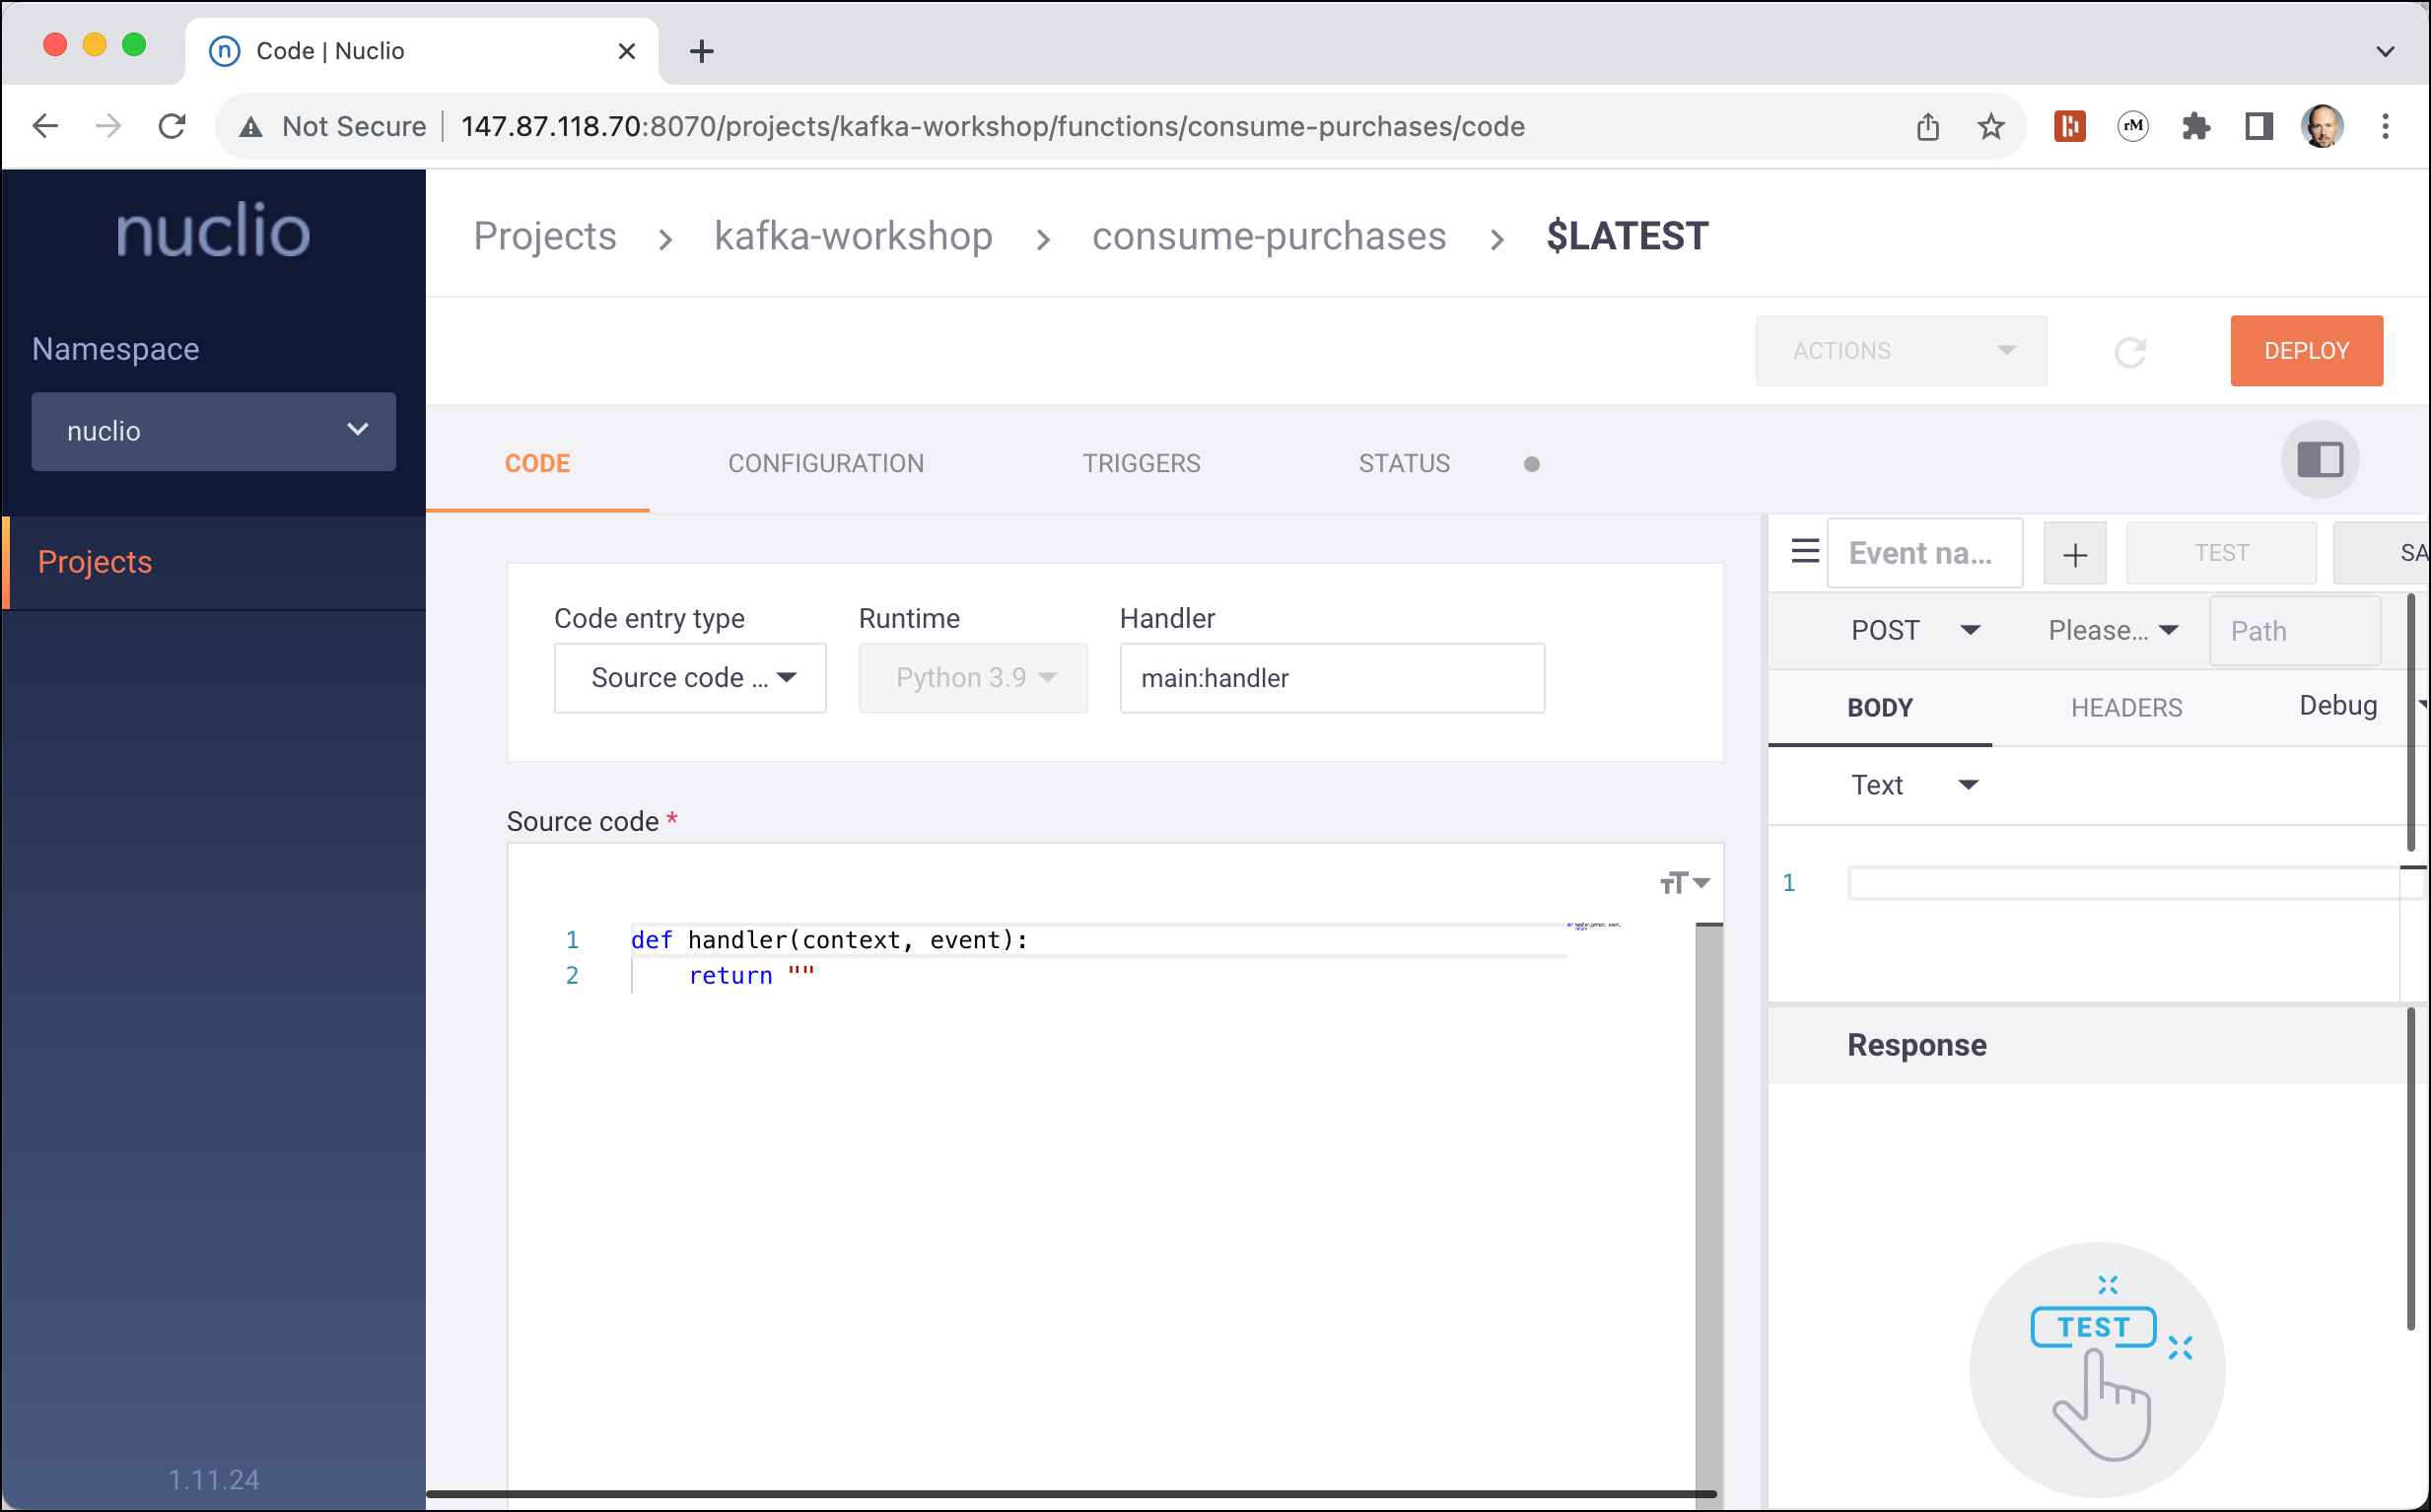 Code | Nuclio
Not Secure 147.87.118.70:8070/projects/kafka-workshop/functions/consume-purchases/code
rM
nuclio
Projects > kafka-workshop > consume-purchases > $LATEST
Namespace
nuclio
ACTIONS
DEPLOY
CODE CONFIGURATION TRIGGERS STATUS
Projects
Event na...
+ TEST SA
Code entry type Runtime Handler
Source code ... Python 3.9 main:handler
POST Please... Path
BODY HEADERS Debug
Text
Source code *
1
1 def handler(context, event):
2 return ""
Response
TEST
1.11.24